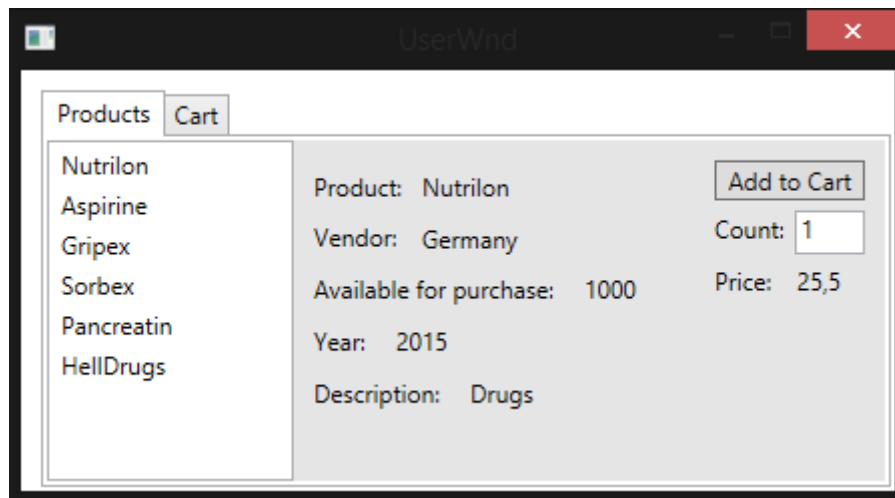 UserWnd
Products
Cart
Nutrilon
Aspirine
Gripex
Sorbex
Pancreatin
HellDrugs
Product: Nutrilon
Vendor: Germany
Available for purchase: 1000
Year: 2015
Description: Drugs
Add to Cart
Count: 1
Price: 25,5